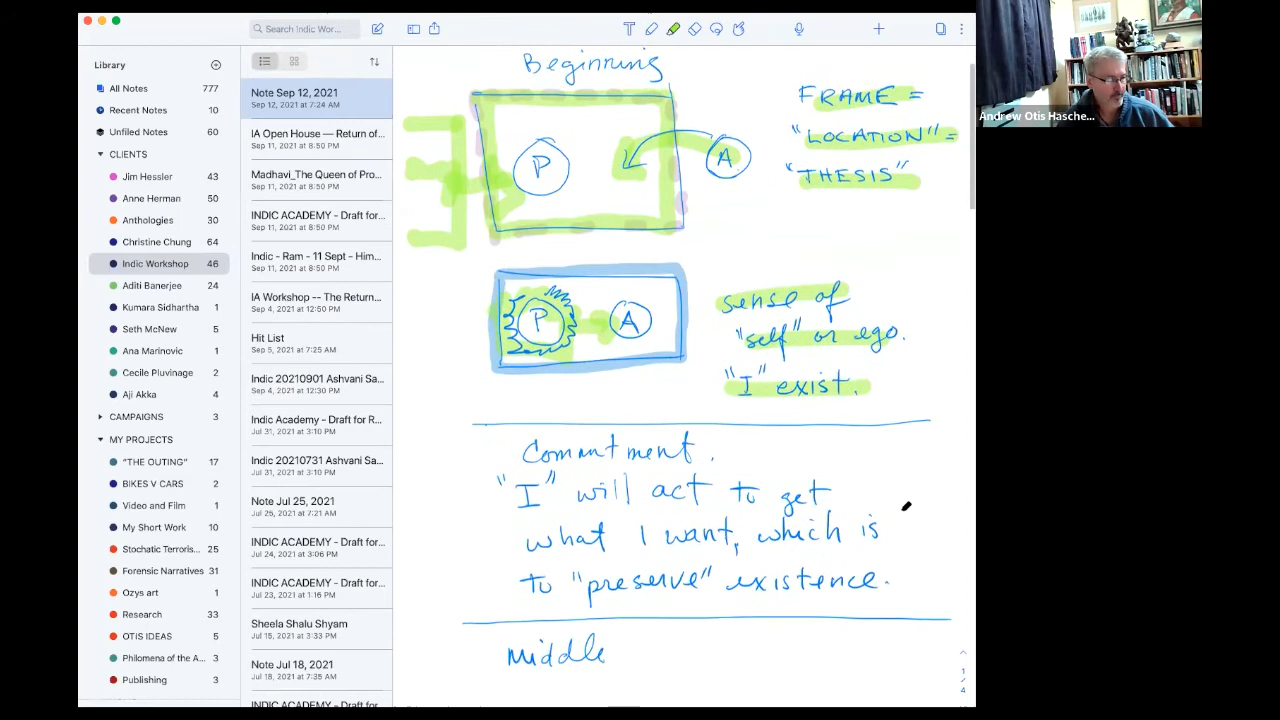 Search Indic Wor...
Library
All Notes 777
Recent Notes 10
Unfiled Notes 60
CLIENTS
Jim Hessler 43
Anne Herman 50
Anthologies 30
Christine Chung 64
Indic Workshop 46
Aditi Banerjee 24
Kumara Sidhartha 1
Seth McNew 5
Ana Marinovic 1
Cecile Pluvinage 2
Aji Akka 4
CAMPAIGNS 3
MY PROJECTS
"THE OUTING" 17
BIKES V CARS 2
Video and Film 1
My Short Work 10
Stochatic Terroris... 25
Forensic Narratives 31
Ozys art 1
Research 33
OTIS IDEAS 5
Philomena of the A... 3
Publishing 3
Note Sep 12, 2021
Sep 12, 2021 at 7:24 AM
IA Open House — Return of...
Sep 11, 2021 at 8:50 PM
Madhavi_The Queen of Pro...
Sep 11, 2021 at 8:50 PM
INDIC ACADEMY - Draft for...
Sep 11, 2021 at 8:50 PM
Indic - Ram - 11 Sept - Him...
Sep 11, 2021 at 8:50 PM
IA Workshop -- The Return...
Sep 4, 2021 at 12:50 PM
Hit List
Sep 5, 2021 at 7:25 AM
Indic 20210901 Ashvani Sa...
Sep 4, 2021 at 12:30 PM
Indic Academy - Draft for R...
Jul 31, 2021 at 3:10 PM
Indic 20210731 Ashvani Sa...
Jul 31, 2021 at 3:10 PM
Note Jul 25, 2021
Jul 25, 2021 at 7:21 AM
INDIC ACADEMY - Draft for...
Jul 24, 2021 at 3:06 PM
INDIC ACADEMY - Draft for...
Jul 23, 2021 at 1:16 PM
Sheela Shalu Shyam
Jul 15, 2021 at 3:33 PM
Note Jul 18, 2021
Jul 18, 2021 at 7:35 AM
INDIC ACADEMY - Draft for...
Beginning
P
A
FRAME =
"LOCATION" =
"THESIS"
P
A
sense of
"self" or ego.
"I" exist.
Commitment.
"I" will act to get
what I want, which is
to "preserve" existence.
Middle
1
/
4
Andrew Otis Hasche...